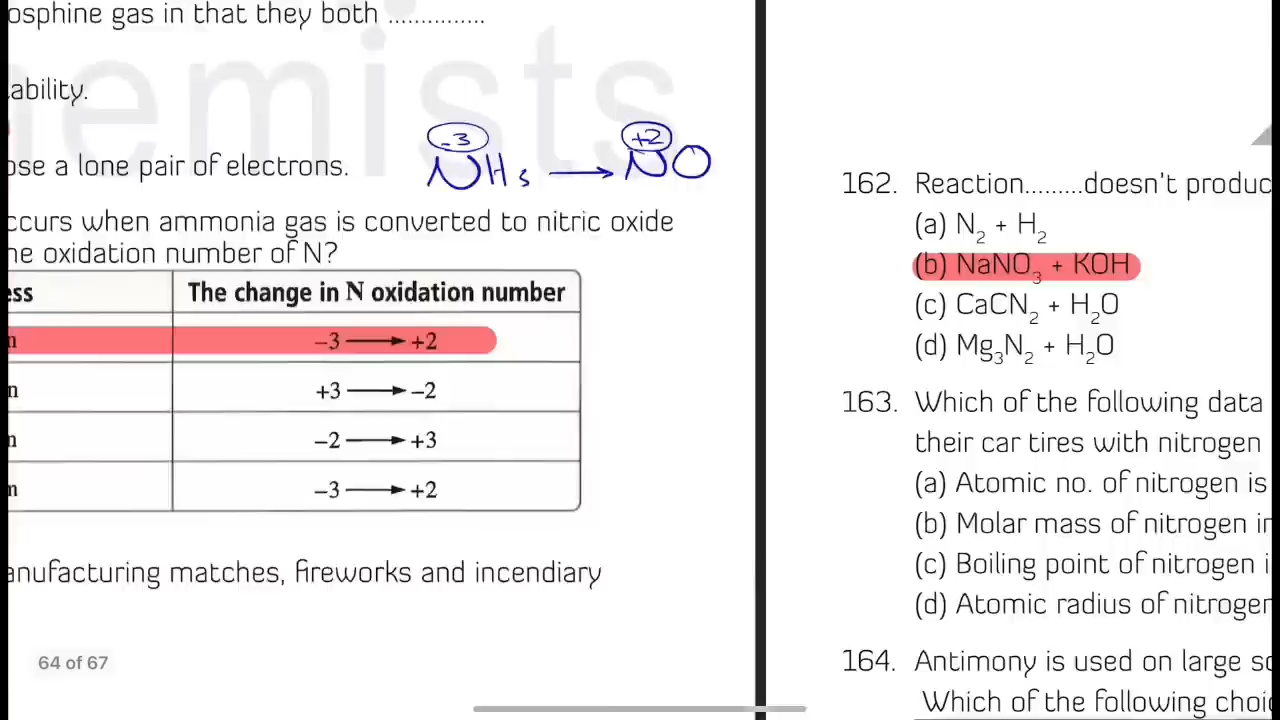 osphine gas in that they both ...............
ability.
ose a lone pair of electrons.
-3 +2
NH3 → NO
ccurs when ammonia gas is converted to nitric oxide
he oxidation number of N?
ess The change in N oxidation number
n −3 → +2
n +3 → −2
n −2 → +3
n −3 → +2
anufacturing matches, fireworks and incendiary
64 of 67
hemists
162. Reaction.........doesn't produc
(a) N₂ + H₂
(b) NaNO₃ + KOH
(c) CaCN₂ + H₂O
(d) Mg₃N₂ + H₂O
163. Which of the following data
their car tires with nitrogen
(a) Atomic no. of nitrogen is
(b) Molar mass of nitrogen in
(c) Boiling point of nitrogen i
(d) Atomic radius of nitroger
164. Antimony is used on large sc
Which of the following choic